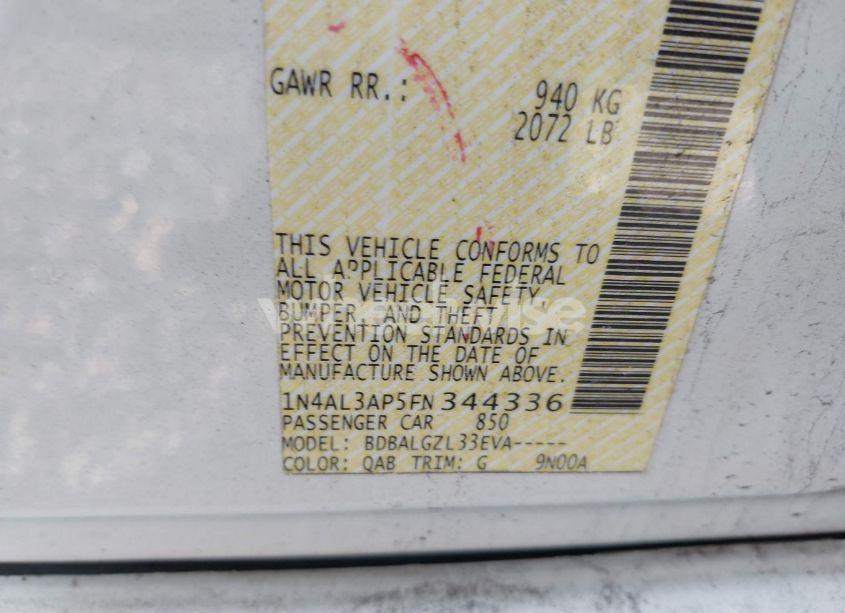 GAWR RR.: 940 KG
2072 LB
THIS VEHICLE CONFORMS TO
ALL APPLICABLE FEDERAL
MOTOR VEHICLE SAFETY,
BUMPER, AND THEFT
PREVENTION STANDARDS IN
EFFECT ON THE DATE OF
MANUFACTURE SHOWN ABOVE.
1N4AL3AP5FN344336
PASSENGER CAR 850
MODEL: BDBALGZL33EVA-----
COLOR: QAB TRIM: G 9N00A